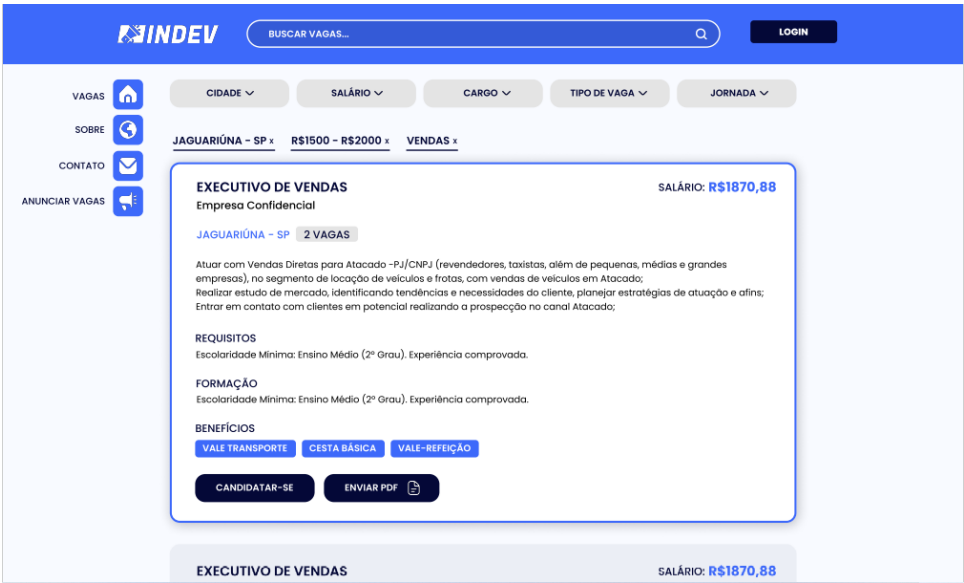 INDEV
BUSCAR VAGAS...
LOGIN
VAGAS
SOBRE
CONTATO
ANUNCIAR VAGAS
CIDADE
SALÁRIO
CARGO
TIPO DE VAGA
JORNADA
JAGUARIÚNA - SP x
R$1500 - R$2000 x
VENDAS x
EXECUTIVO DE VENDAS
SALÁRIO: R$1870,88
Empresa Confidencial
JAGUARIÚNA - SP
2 VAGAS
Atuar com Vendas Diretas para Atacado -PJ/CNPJ (revendedores, taxistas, além de pequenas, médias e grandes
empresas), no segmento de locação de veículos e frotas, com vendas de veículos em Atacado;
Realizar estudo de mercado, identificando tendências e necessidades do cliente, planejar estratégias de atuação e afins;
Entrar em contato com clientes em potencial realizando a prospecção no canal Atacado;
REQUISITOS
Escolaridade Mínima: Ensino Médio (2º Grau). Experiência comprovada.
FORMAÇÃO
Escolaridade Mínima: Ensino Médio (2º Grau). Experiência comprovada.
BENEFÍCIOS
VALE TRANSPORTE
CESTA BÁSICA
VALE-REFEIÇÃO
CANDIDATAR-SE
ENVIAR PDF
EXECUTIVO DE VENDAS
SALÁRIO: R$1870,88